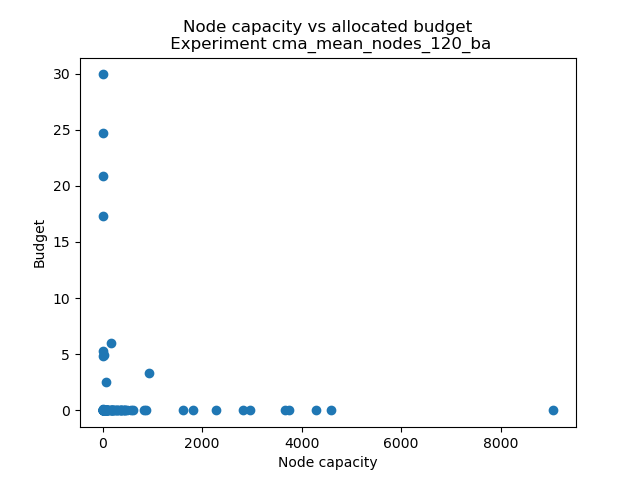 Node capacity vs allocated budget
Experiment cma_mean_nodes_120_ba
30
25
20
15
10
5
0
Budget
0 2000 4000 6000 8000
Node capacity